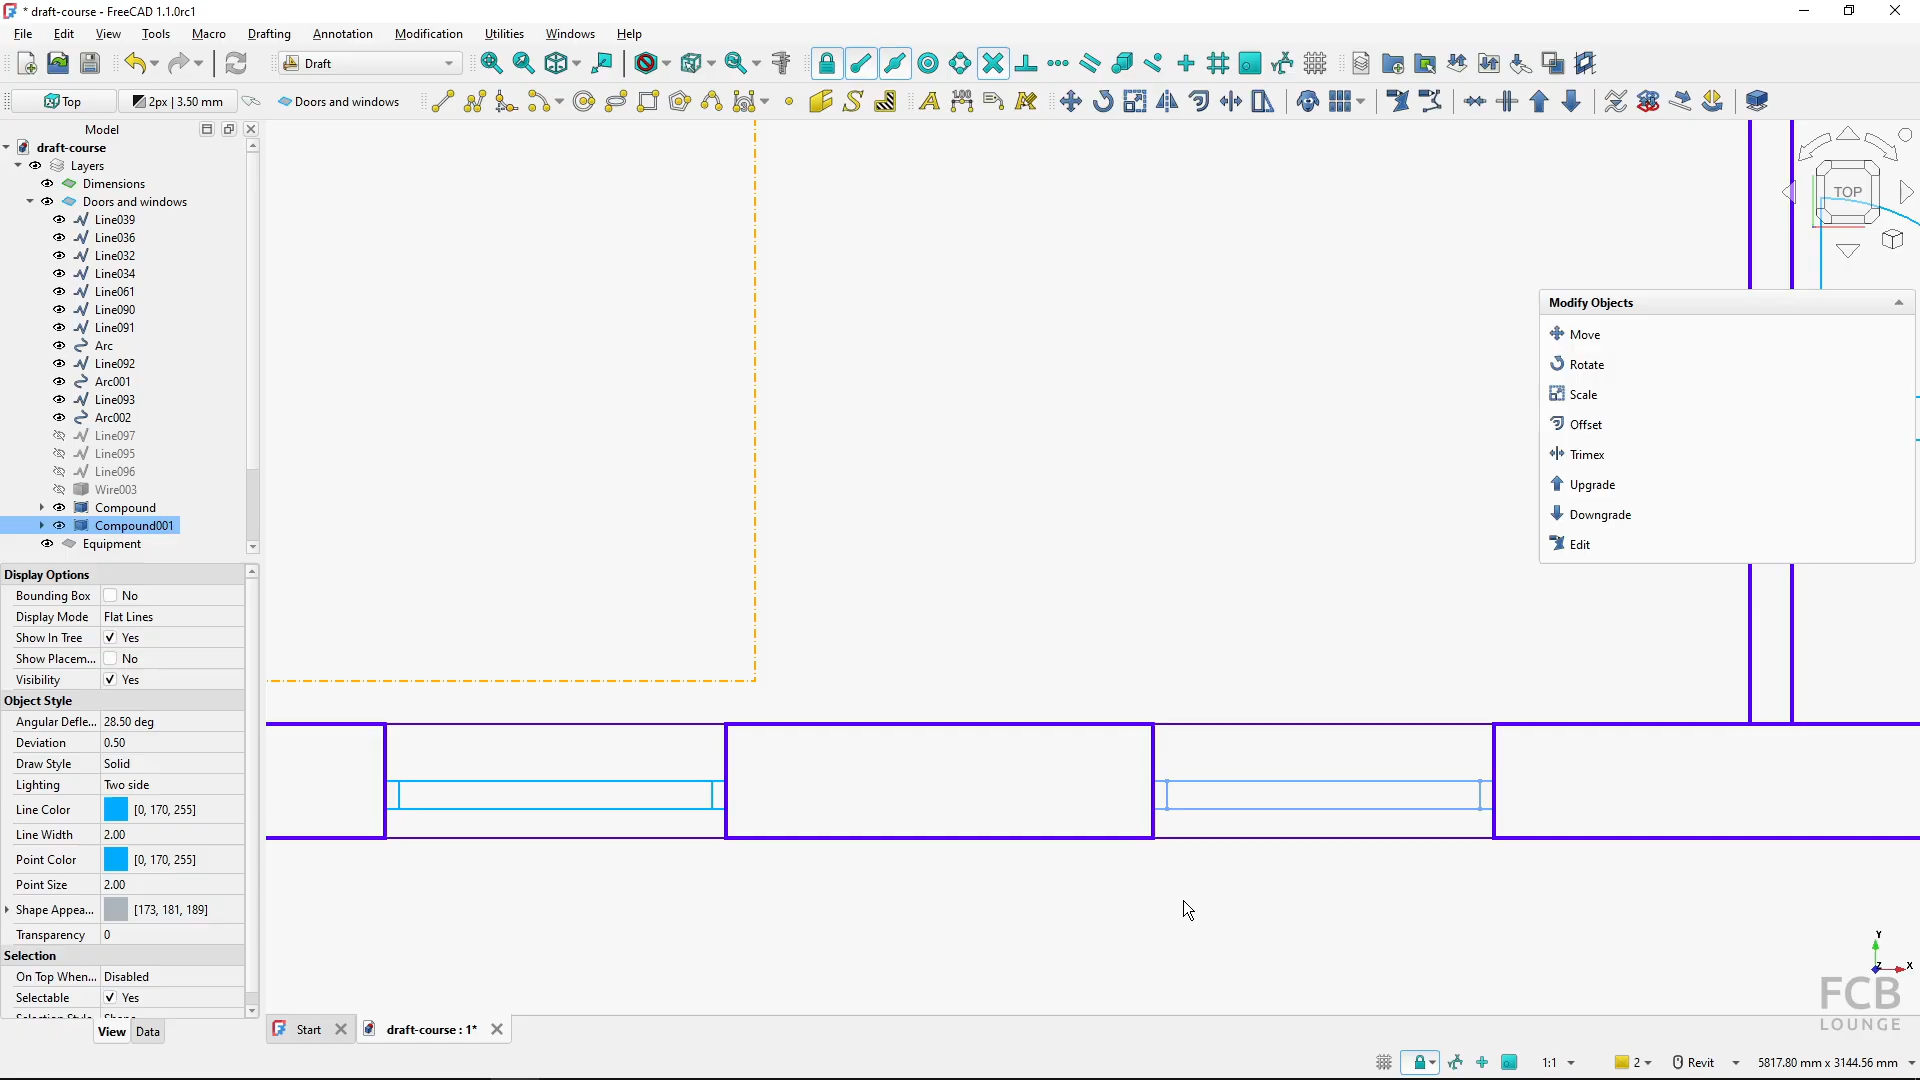 * draft-course - FreeCAD 1.1.0rc1
File Edit View Tools Macro Drafting Annotation Modification Utilities Windows Help
Draft
Top 2px | 3.50 mm Doors and windows
Model
draft-course
Layers
Dimensions
Doors and windows
Line039
Line036
Line032
Line034
Line061
Line090
Line091
Arc
Line092
Arc001
Line093
Arc002
Line097
Line095
Line096
Wire003
Compound
Compound001
Equipment
Display Options
Bounding Box No
Display Mode Flat Lines
Show In Tree Yes
Show Placem... No
Visibility Yes
Object Style
Angular Defle... 28.50 deg
Deviation 0.50
Draw Style Solid
Lighting Two side
Line Color [0, 170, 255]
Line Width 2.00
Point Color [0, 170, 255]
Point Size 2.00
Shape Appea... [173, 181, 189]
Transparency 0
Selection
On Top When... Disabled
Selectable Yes
View Data
TOP
Modify Objects
Move
Rotate
Scale
Offset
Trimex
Upgrade
Downgrade
Edit
Y
Z X
FCB
LOUNGE
Start draft-course : 1*
1:1 2 Revit 5817.80 mm x 3144.56 mm